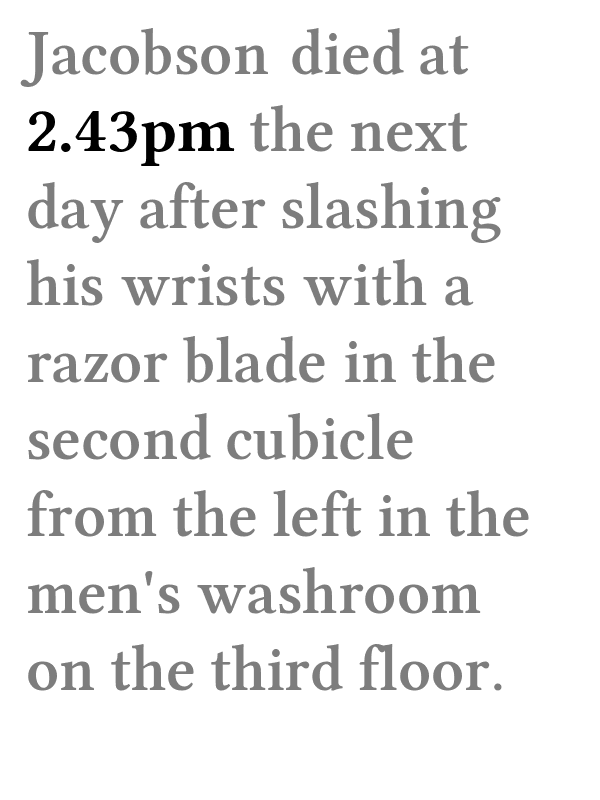 Jacobson died at
2.43pm the next
day after slashing
his wrists with a
razor blade in the
second cubicle
from the left in the
men's washroom
on the third floor.